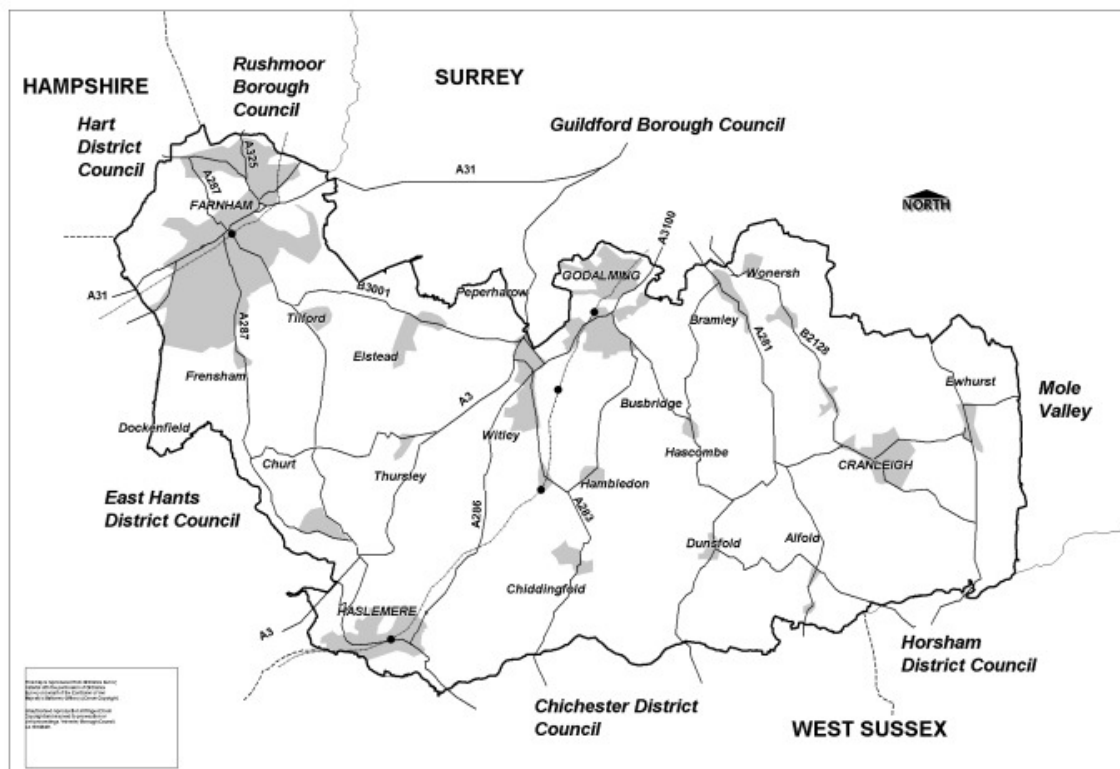 HAMPSHIRE
Rushmoor
Borough
Council
SURREY
Hart
District
Council
Guildford Borough Council
A325
A287
A31
FARNHAM
NORTH
A3100
GODALMING
Wonersh
A31
B3001
Peperharow
Tilford
A287
Bramley
A281
B2128
Elstead
Frensham
A3
Busbridge
Ewhurst
Mole
Valley
Dockenfield
Witley
Churt
Thursley
Hascombe
CRANLEIGH
East Hants
District Council
A286
Hambledon
A283
Dunsfold
Alfold
Chiddingfold
HASLEMERE
A3
Horsham
District Council
Chichester District
Council
WEST SUSSEX